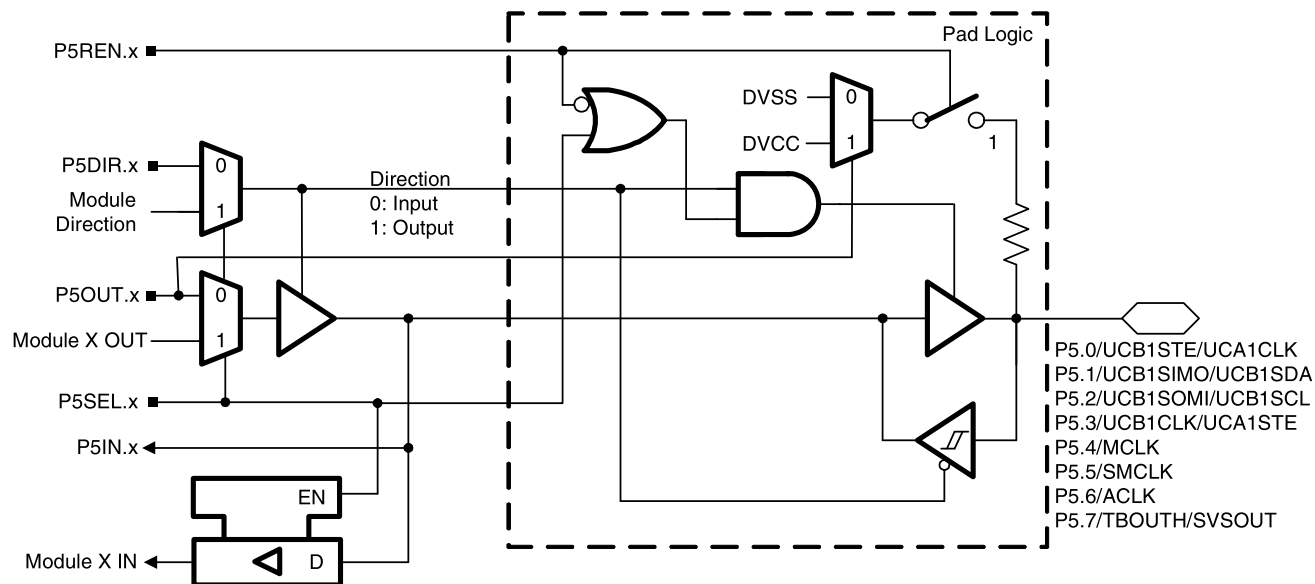 Pad Logic
P5REN.x
DVSS
0
DVCC
1
1
P5DIR.x
0
Module
Direction
1
Direction
0: Input
1: Output
P5OUT.x
0
Module X OUT
1
P5SEL.x
P5IN.x
EN
Module X IN
D
P5.0/UCB1STE/UCA1CLK
P5.1/UCB1SIMO/UCB1SDA
P5.2/UCB1SOMI/UCB1SCL
P5.3/UCB1CLK/UCA1STE
P5.4/MCLK
P5.5/SMCLK
P5.6/ACLK
P5.7/TBOUTH/SVSOUT